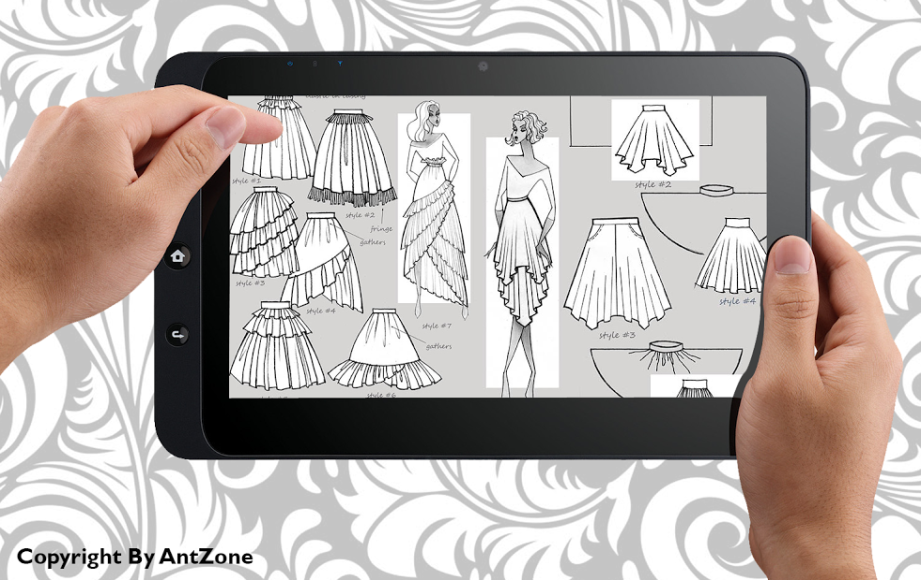 style #1
style #2
fringe
gathers
style #3
style #4
style #7
gathers
style #6
style #2
style #4
style #3
Copyright By AntZone